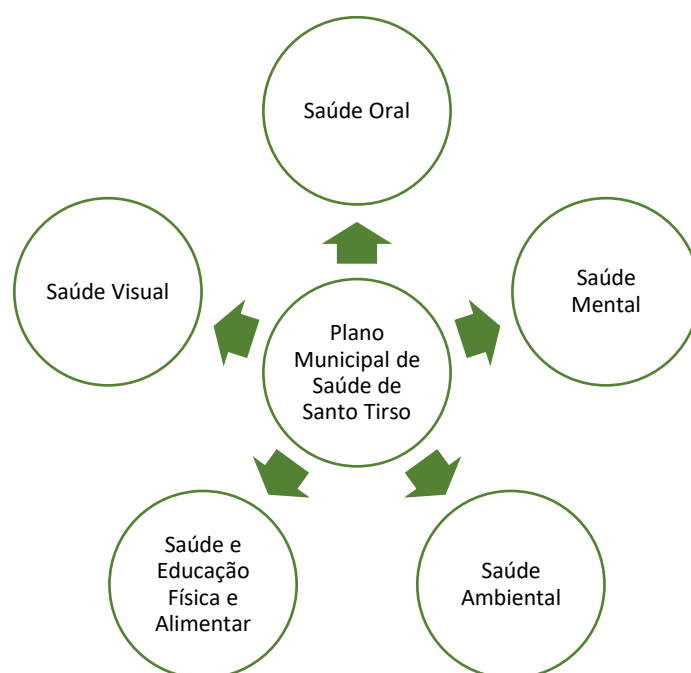 Saúde Oral
Saúde Visual
Saúde
Mental
Plano
Municipal de
Saúde de
Santo Tirso
Saúde e
Educação
Física e
Alimentar
Saúde
Ambiental